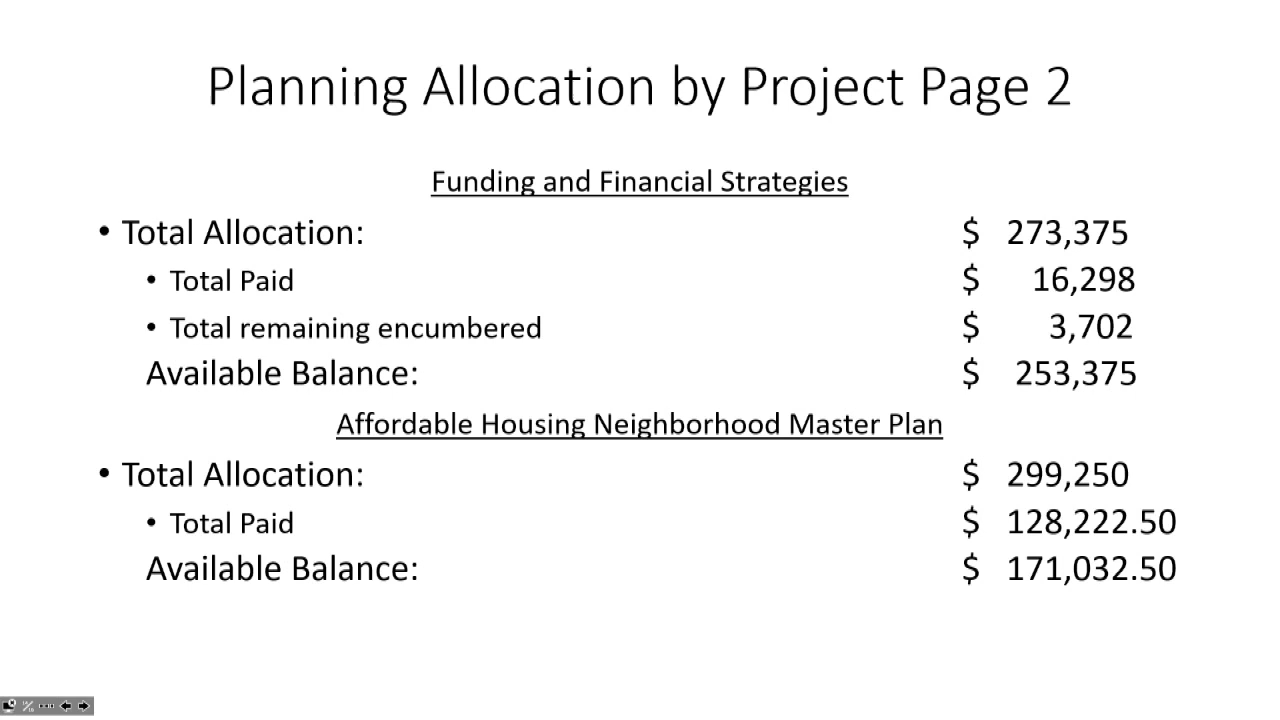 Planning Allocation by Project Page 2
Funding and Financial Strategies
• Total Allocation: $ 273,375
• Total Paid $ 16,298
• Total remaining encumbered $ 3,702
Available Balance: $ 253,375
Affordable Housing Neighborhood Master Plan
• Total Allocation: $ 299,250
• Total Paid $ 128,222.50
Available Balance: $ 171,032.50